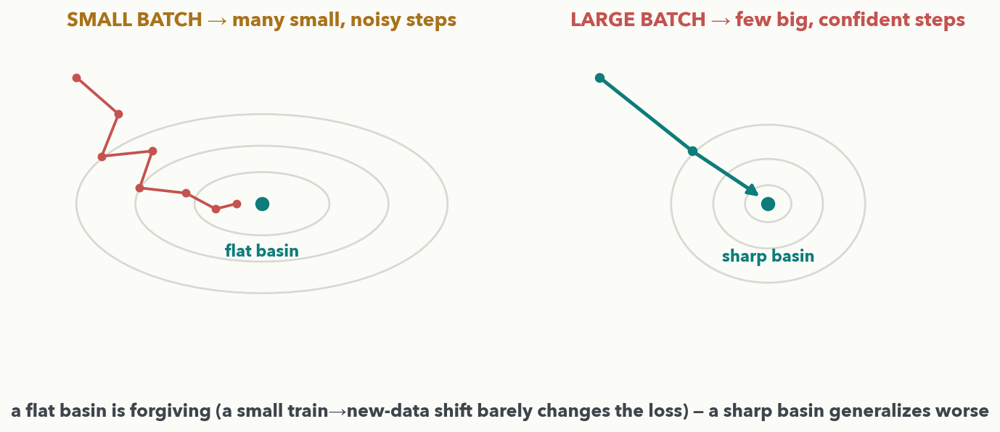 SMALL BATCH → many small, noisy steps
LARGE BATCH → few big, confident steps
flat basin
sharp basin
a flat basin is forgiving (a small train→new-data shift barely changes the loss) – a sharp basin generalizes worse